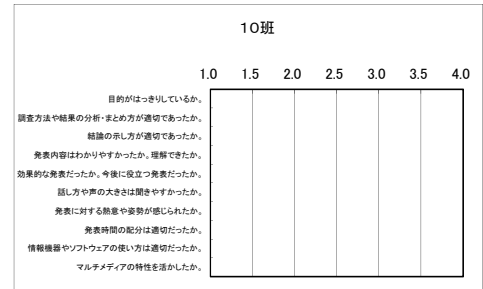 10班
1.0 1.5 2.0 2.5 3.0 3.5 4.0
目的がはっきりしているか。
調査方法や結果の分析・まとめ方が適切であったか。
結論の示し方が適切であったか。
発表内容はわかりやすかったか。理解できたか。
効果的な発表だったか。今後に役立つ発表だったか。
話し方や声の大きさは聞きやすかったか。
発表に対する熱意や姿勢が感じられたか。
発表時間の配分は適切だったか。
情報機器やソフトウェアの使い方は適切だったか。
マルチメディアの特性を活かしたか。